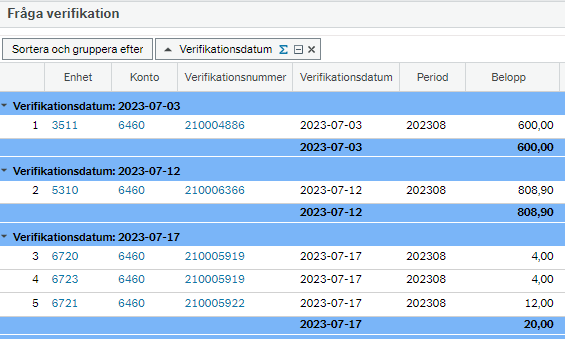 Fråga verifikation
Sortera och gruppera efter Verifikationsdatum Σ
Enhet Konto Verifikationsnummer Verifikationsdatum Period Belopp
Verifikationsdatum: 2023-07-03
1 3511 6460 210004886 2023-07-03 202308 600,00
2023-07-03 600,00
Verifikationsdatum: 2023-07-12
2 5310 6460 210006366 2023-07-12 202308 808,90
2023-07-12 808,90
Verifikationsdatum: 2023-07-17
3 6720 6460 210005919 2023-07-17 202308 4,00
4 6723 6460 210005919 2023-07-17 202308 4,00
5 6721 6460 210005922 2023-07-17 202308 12,00
2023-07-17 20,00